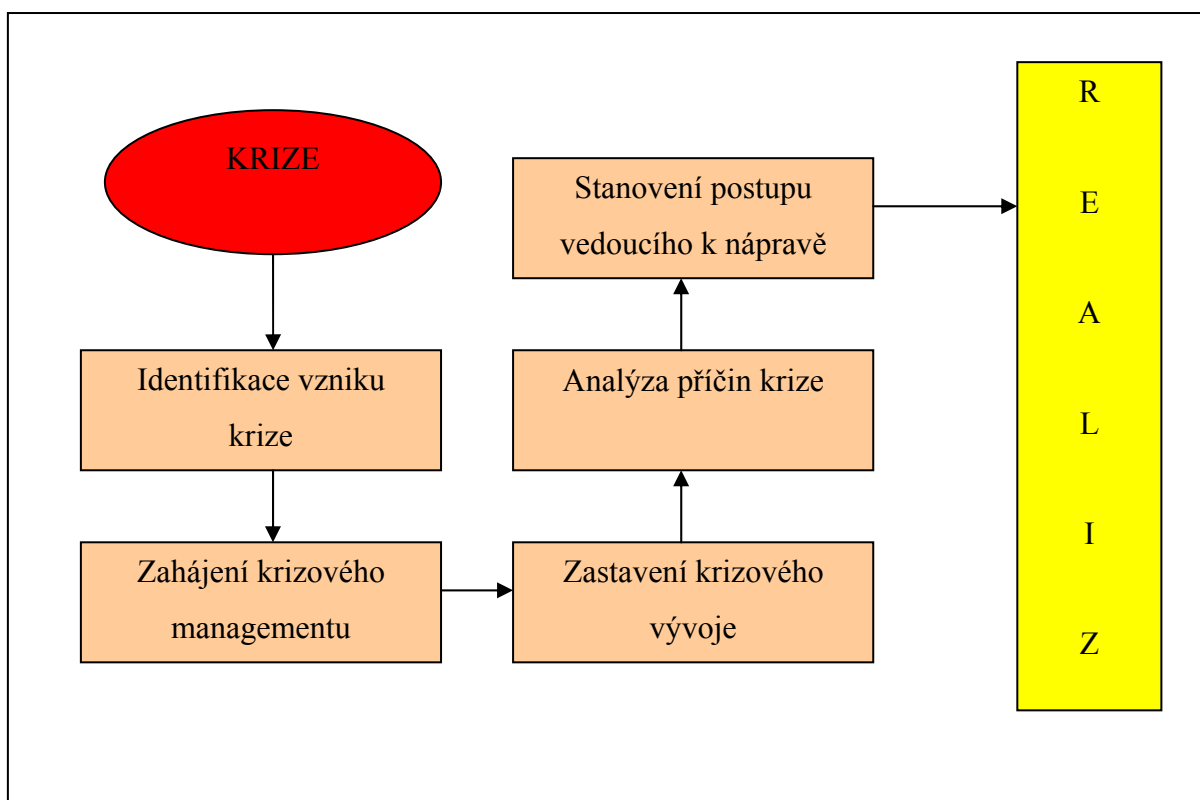 KRIZE
Identifikace vzniku
krize
Zahájení krizového
managementu
Zastavení krizového
vývoje
Analýza příčin krize
Stanovení postupu
vedoucího k nápravě
R
E
A
L
I
Z